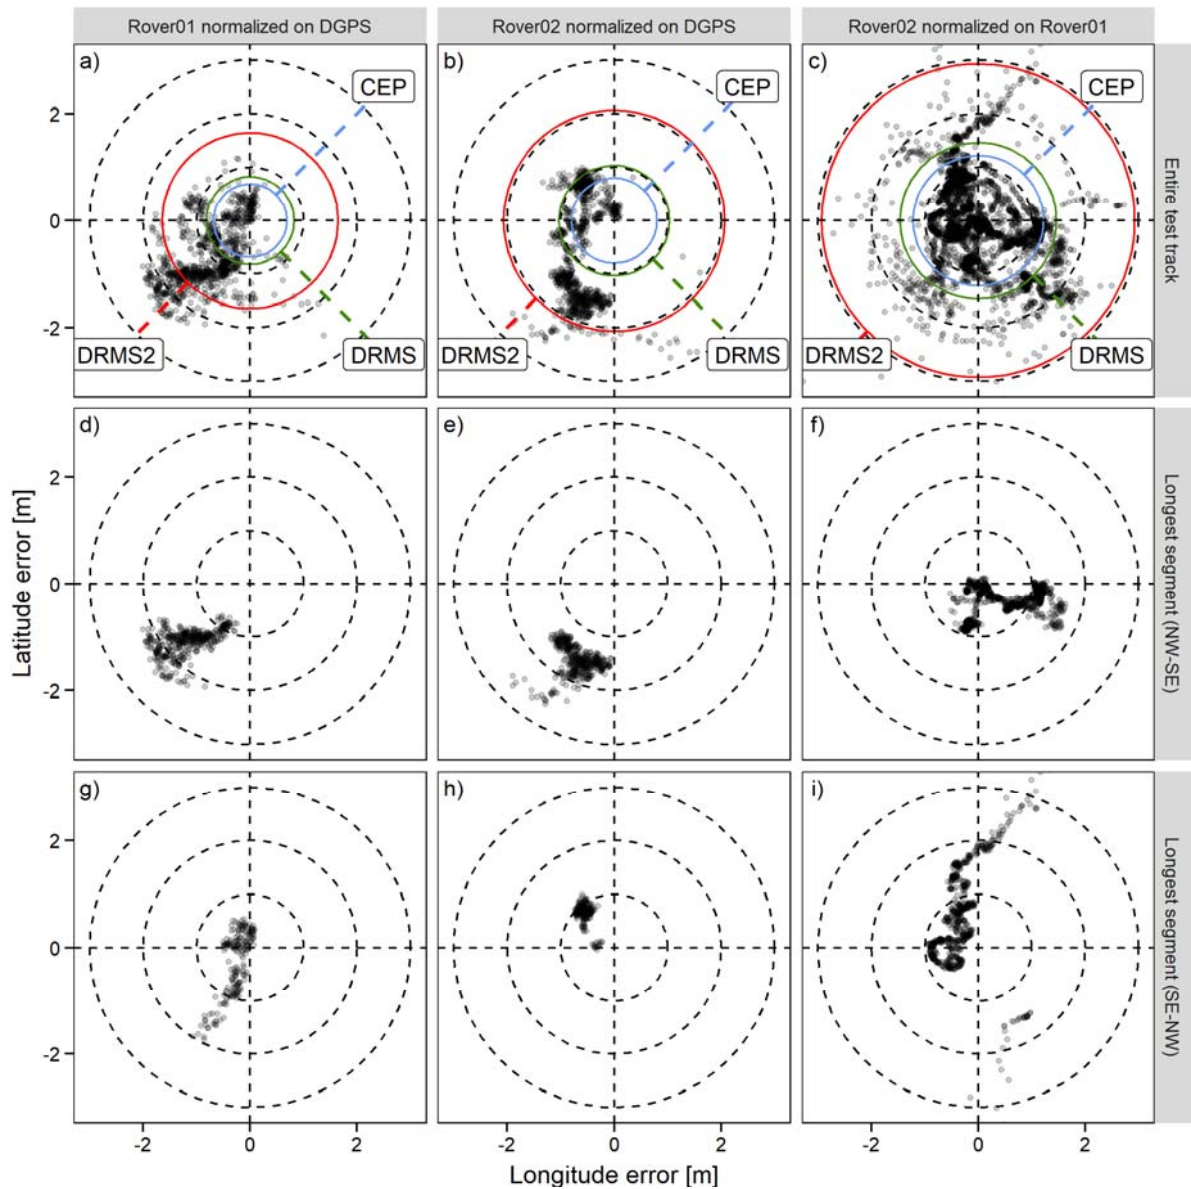 Rover01 normalized on DGPS
Rover02 normalized on DGPS
Rover02 normalized on Rover01
a)
CEP
DRMS2
DRMS
b)
CEP
DRMS2
DRMS
c)
CEP
DRMS2
DRMS
Entire test track
2
0
-2
d)
e)
f)
Longest segment (NW-SE)
2
0
-2
g)
h)
i)
Longest segment (SE-NW)
2
0
-2
Latitude error [m]
-2
0
2
-2
0
2
-2
0
2
Longitude error [m]